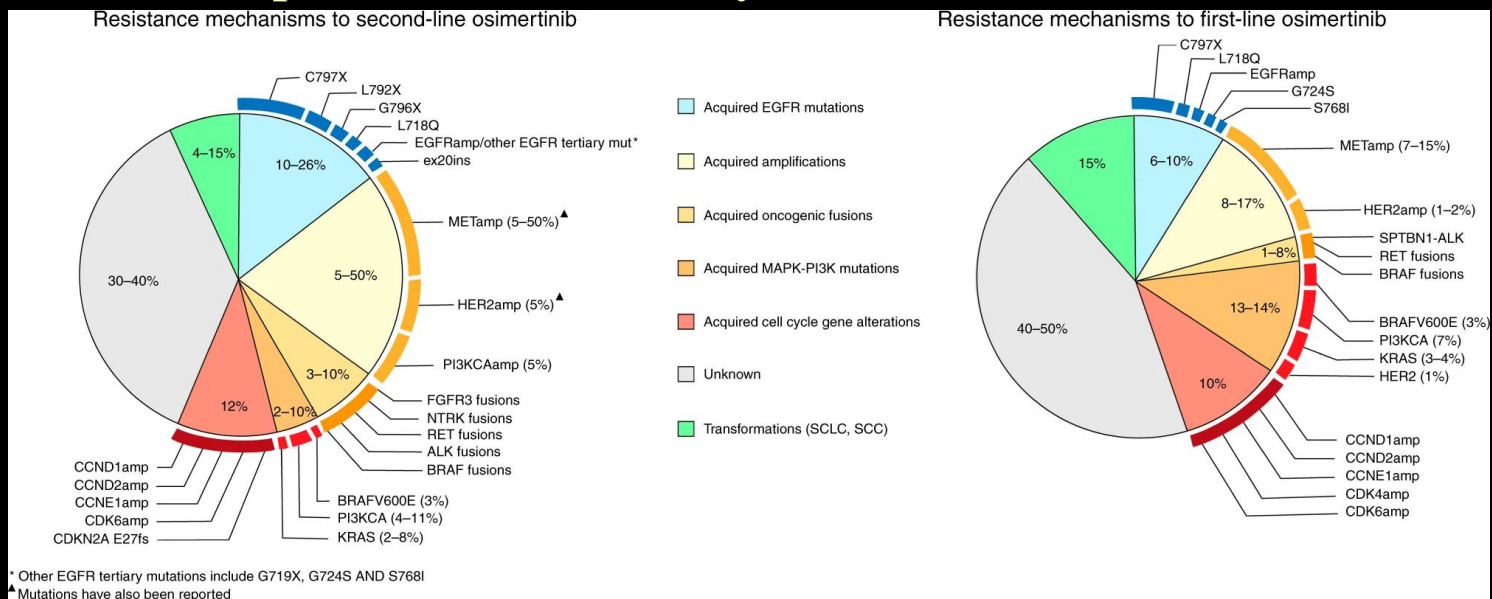 Resistance mechanisms to second-line osimertinib
C797X
L792X
G796X
L718Q
EGFRamp/other EGFR tertiary mut*
ex20ins
METamp (5–50%)▲
HER2amp (5%)▲
PI3KCAamp (5%)
FGFR3 fusions
NTRK fusions
RET fusions
ALK fusions
BRAF fusions
BRAFV600E (3%)
PI3KCA (4–11%)
KRAS (2–8%)
CCND1amp
CCND2amp
CCNE1amp
CDK6amp
CDKN2A E27fs
4–15%
10–26%
5–50%
3–10%
2–10%
12%
30–40%
* Other EGFR tertiary mutations include G719X, G724S AND S768I
▲Mutations have also been reported
Acquired EGFR mutations
Acquired amplifications
Acquired oncogenic fusions
Acquired MAPK-PI3K mutations
Acquired cell cycle gene alterations
Unknown
Transformations (SCLC, SCC)
Resistance mechanisms to first-line osimertinib
C797X
L718Q
EGFRamp
G724S
S768I
METamp (7–15%)
HER2amp (1–2%)
SPTBN1-ALK
RET fusions
BRAF fusions
BRAFV600E (3%)
PI3KCA (7%)
KRAS (3–4%)
HER2 (1%)
CCND1amp
CCND2amp
CCNE1amp
CDK4amp
CDK6amp
15%
6–10%
8–17%
1–8%
13–14%
10%
40–50%